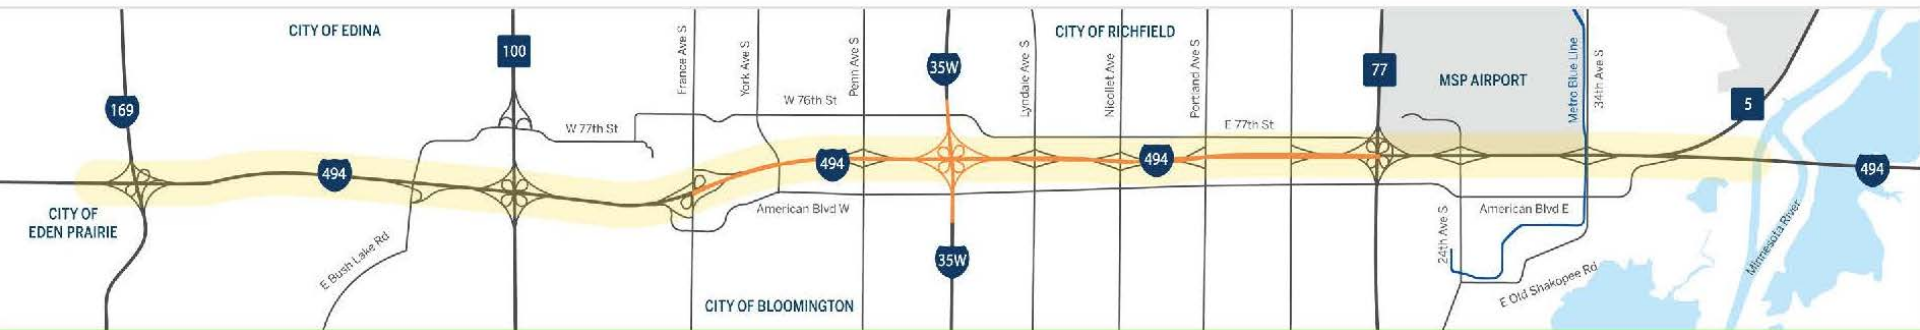 CITY OF EDINA
100
France Ave S
York Ave S
Penn Ave S
35W
CITY OF RICHFIELD
Lyndale Ave S
Nicollet Ave
Portland Ave S
77
MSP AIRPORT
Metro Blue Line
34th Ave S
5
169
W 76th St
W 77th St
E 77th St
494
494
494
494
CITY OF
EDEN PRAIRIE
American Blvd W
American Blvd E
E Bush Lake Rd
35W
24th Ave S
E Old Shakopee Rd
Minnesota River
CITY OF BLOOMINGTON